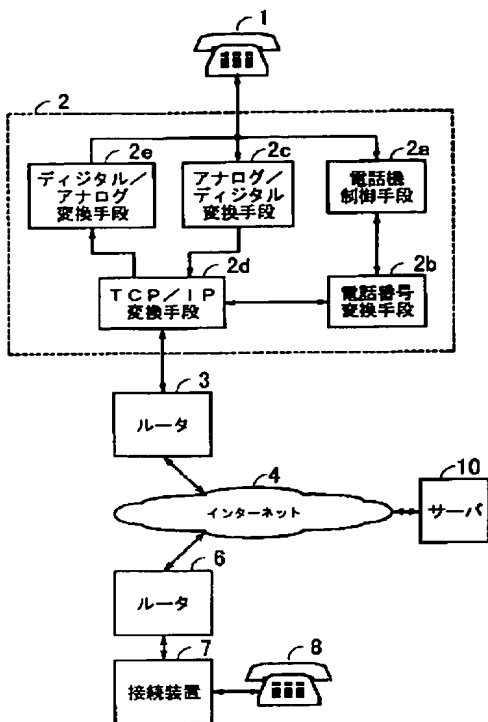 1
2
2e
2c
2a
ディジタル／
アナログ
変換手段
アナログ／
ディジタル
変換手段
電話機
制御手段
2d
2b
ＴＣＰ／ＩＰ
変換手段
電話番号
変換手段
3
ルータ
4
10
インターネット
サーバ
6
ルータ
7
8
接続装置